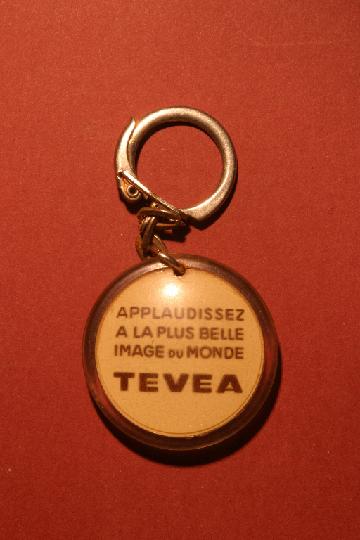 APPLAUDISSEZ
A LA PLUS BELLE
IMAGE DU MONDE
TEVEA